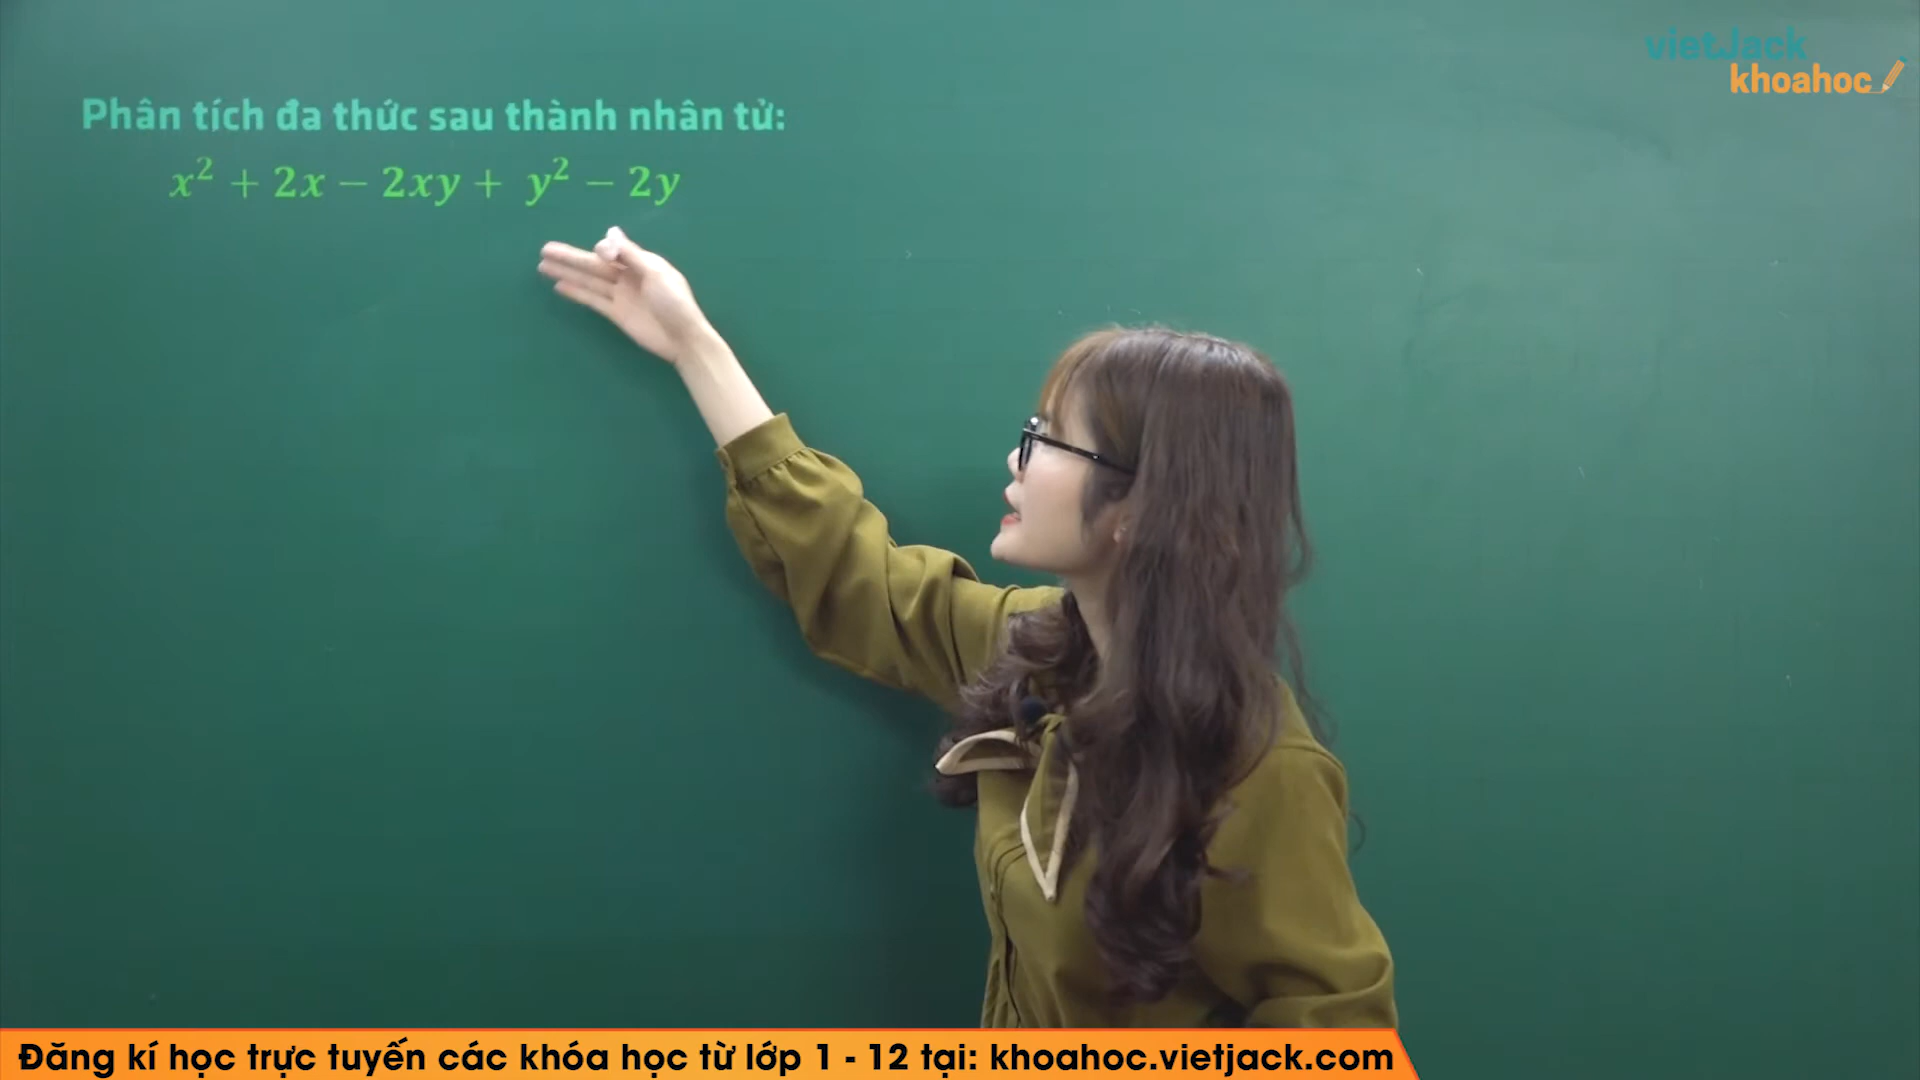 vietJack
khoahoc
Phân tích đa thức sau thành nhân tử:
x² + 2x − 2xy + y² − 2y
Đăng kí học trực tuyến các khóa học từ lớp 1 - 12 tại: khoahoc.vietjack.com